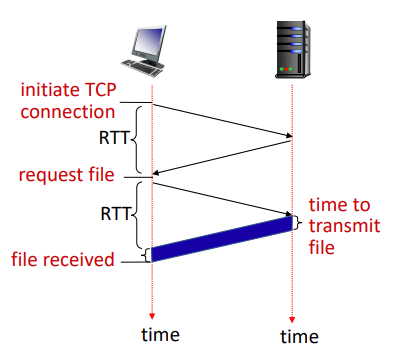 initiate TCP
connection
RTT
request file
RTT
time to
transmit
file
file received
time
time